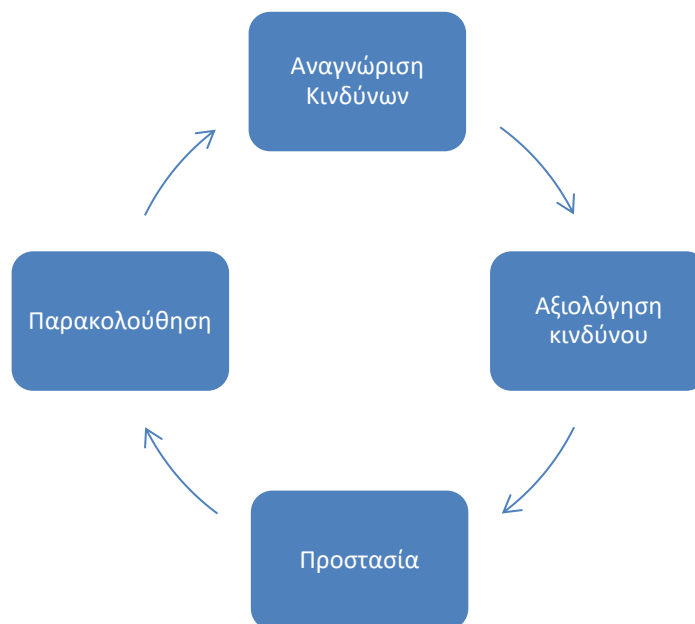 Αναγνώριση
Κινδύνων
Αξιολόγηση
κινδύνου
Προστασία
Παρακολούθηση